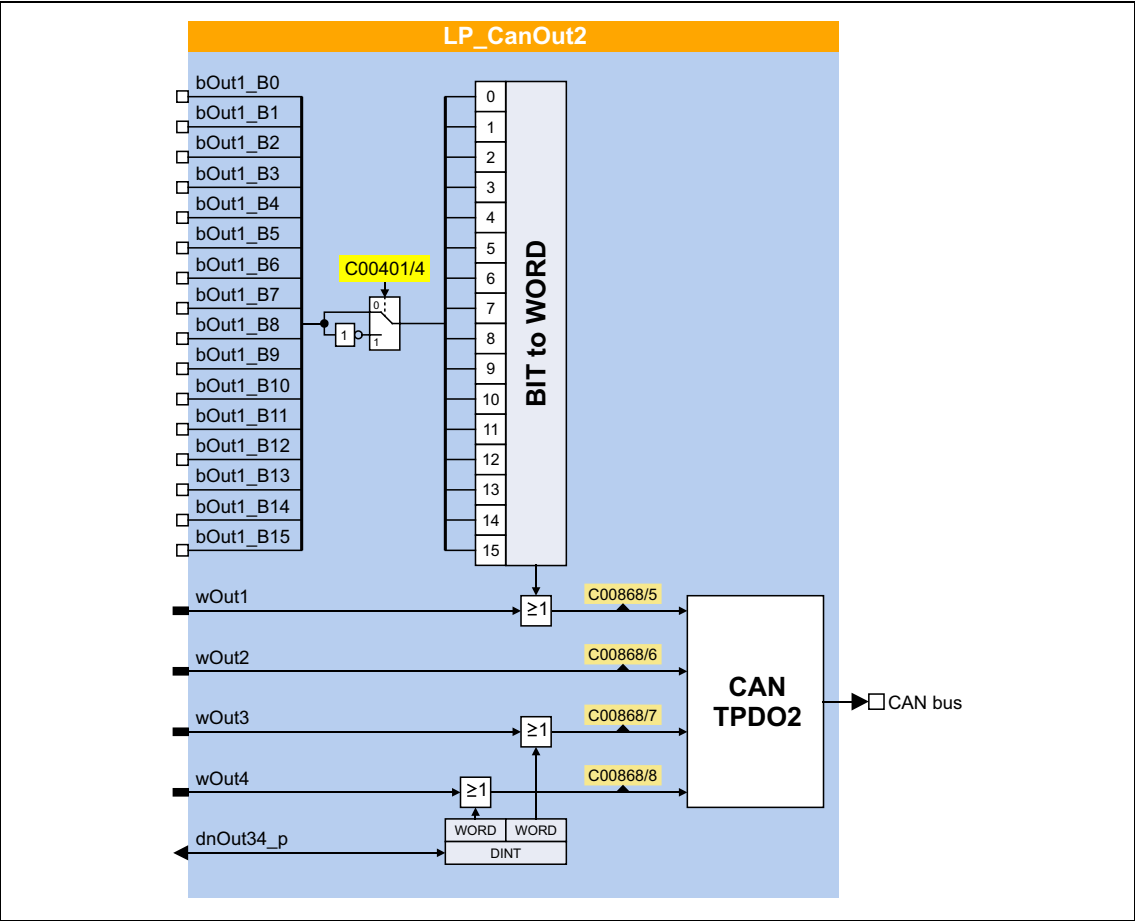 LP_CanOut2
bOut1_B0
bOut1_B1
bOut1_B2
bOut1_B3
bOut1_B4
bOut1_B5
bOut1_B6
bOut1_B7
bOut1_B8
bOut1_B9
bOut1_B10
bOut1_B11
bOut1_B12
bOut1_B13
bOut1_B14
bOut1_B15
C00401/4
0
1
1
0
1
2
3
4
5
6
7
8
9
10
11
12
13
14
15
BIT to WORD
wOut1
≥1
C00868/5
wOut2
C00868/6
wOut3
≥1
C00868/7
wOut4
≥1
C00868/8
CAN
TPDO2
CAN bus
dnOut34_p
WORD WORD
DINT